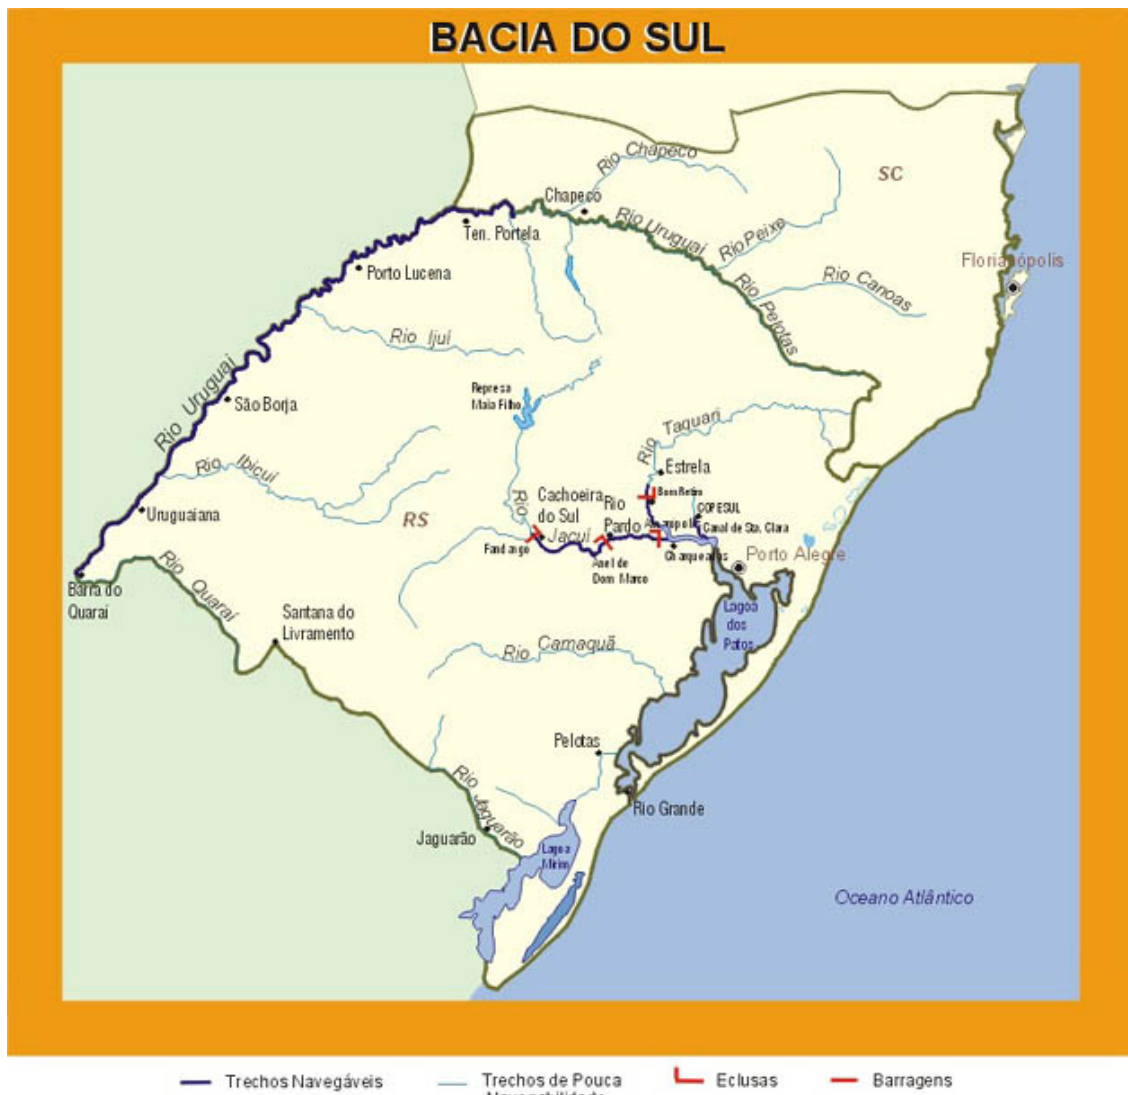 BACIA DO SUL
Rio Chapecó
SC
Chapecó
Rio Uruguai
Rio Peixe
Ten. Portela
Florianópolis
Porto Lucena
Rio Canoas
Rio Pelotas
Rio Ijuí
Rio Uruguai
Represa
Maia Filho
São Borja
Rio Taquari
Rio Ibicuí
Estrela
Bom Retiro
Uruguaiana
RS
Rio
Cachoeira
do Sul
Jacuí
Rio
Pardo
COPESUL
Canal de Sta. Clara
Fandango
Charqueadas
Porto Alegre
Anel de
Dom Marco
Barra do
Quaraí
Rio Quaraí
Santana do
Livramento
Lagoa
dos
Patos
Rio Camaquã
Pelotas
Rio Grande
Rio Jaguarão
Jaguarão
Lagoa
Mirim
Oceano Atlântico
Trechos Navegáveis
Trechos de Pouca
Eclusas
Barragens